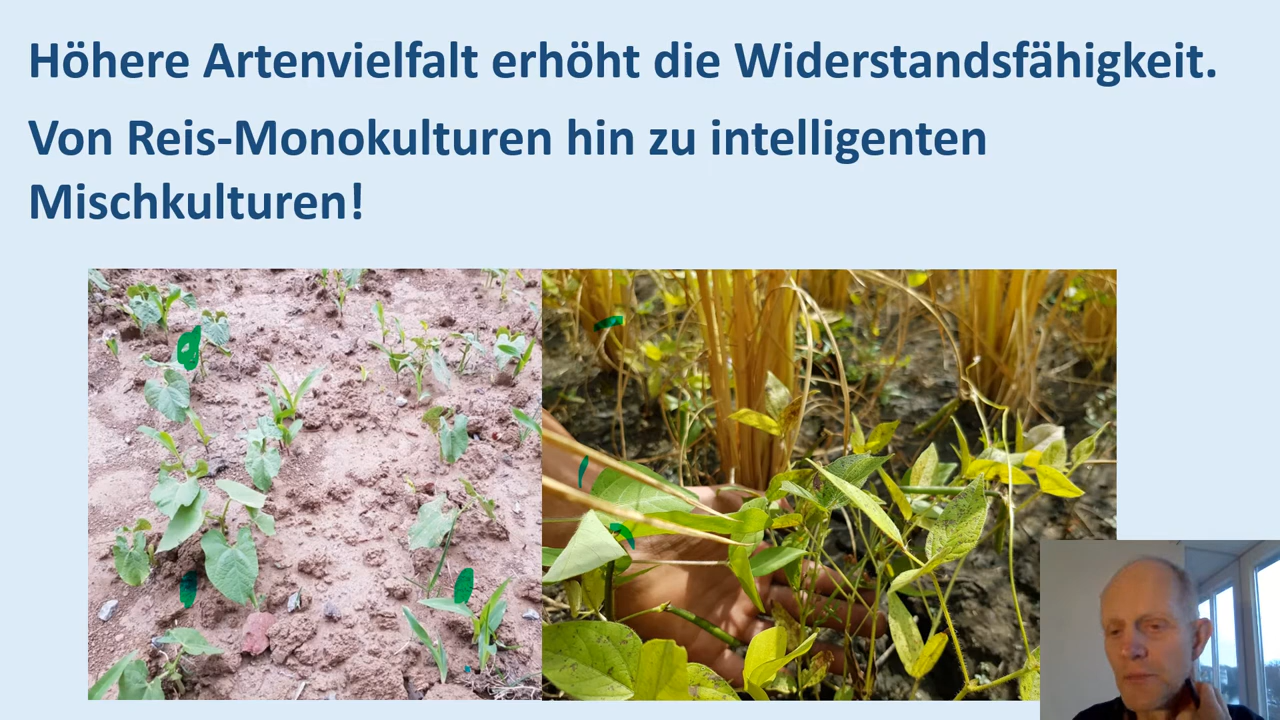 Höhere Artenvielfalt erhöht die Widerstandsfähigkeit.
Von Reis-Monokulturen hin zu intelligenten
Mischkulturen!